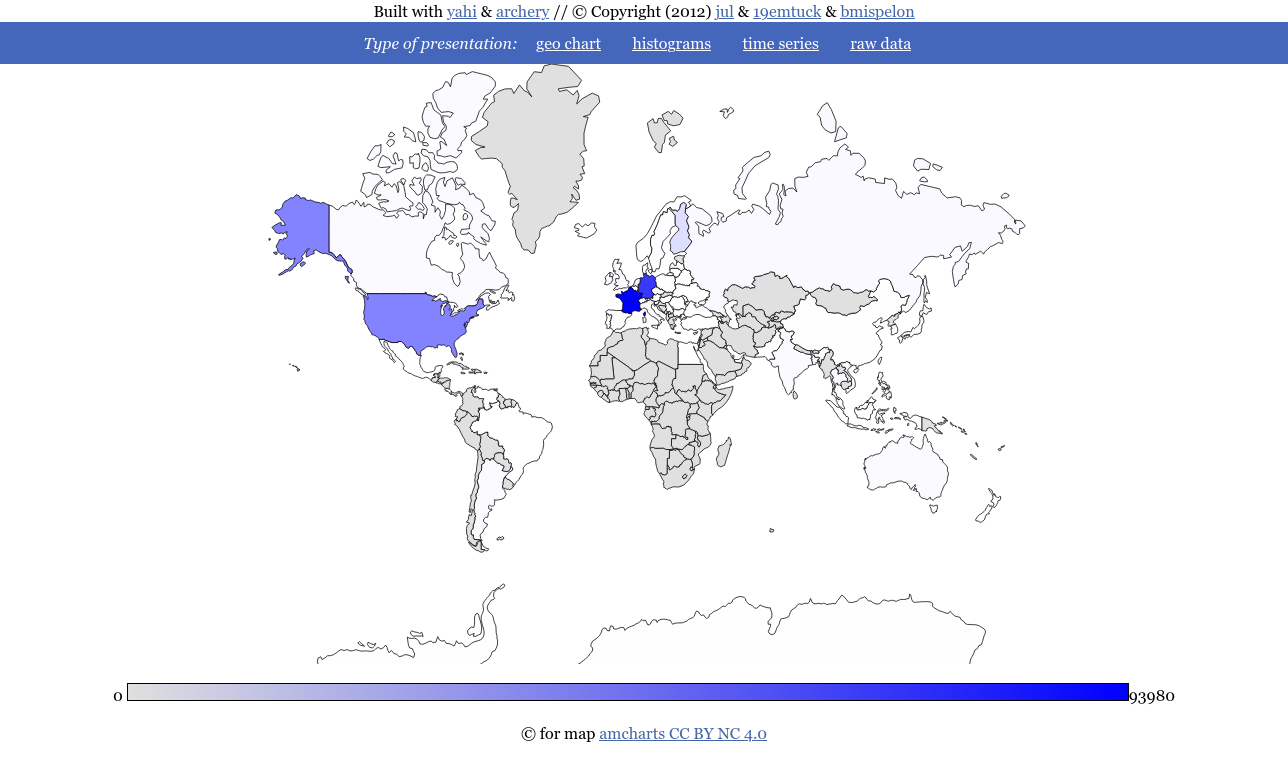 Built with yahi & archery // © Copyright (2012) jul & 19emtuck & bmispelon
Type of presentation: geo chart histograms time series raw data
0 93980
© for map amcharts CC BY NC 4.0